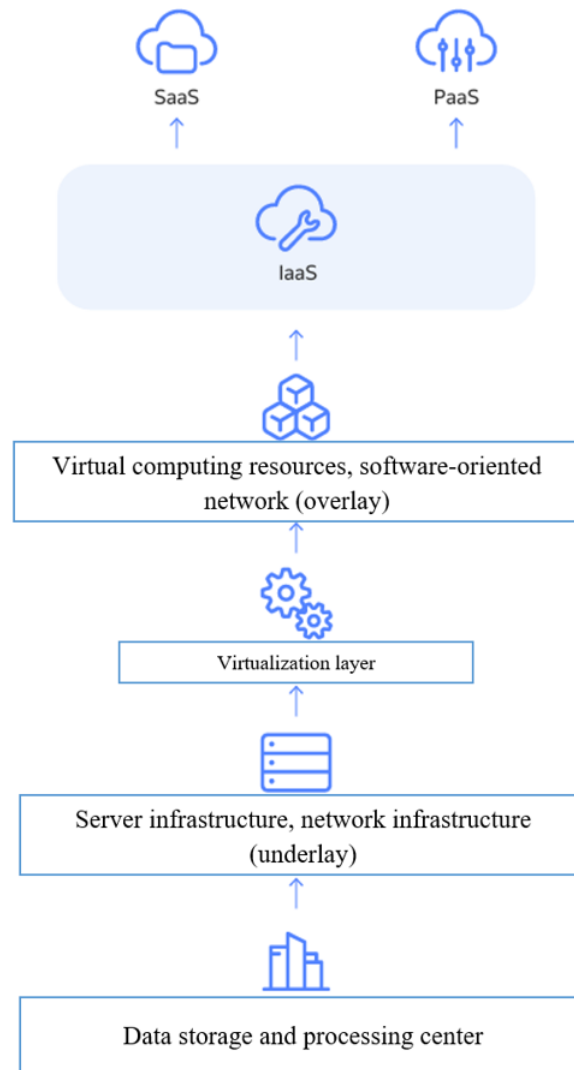 SaaS
PaaS
IaaS
Virtual computing resources, software-oriented
network (overlay)
Virtualization layer
Server infrastructure, network infrastructure
(underlay)
Data storage and processing center